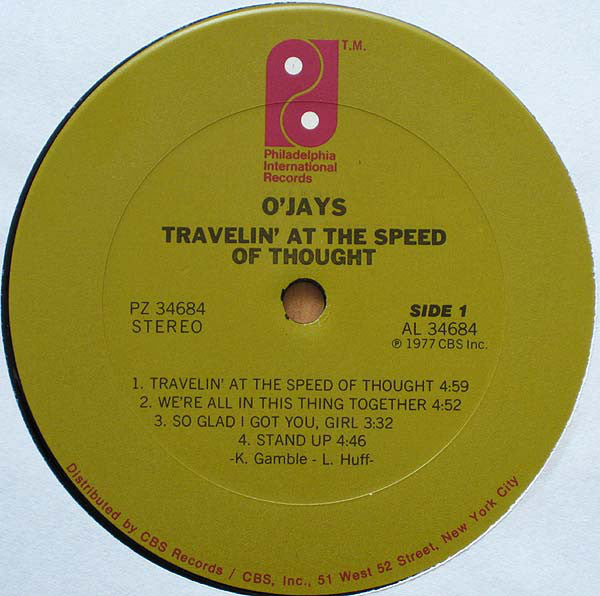 T.M.
Philadelphia
International
Records
O'JAYS
TRAVELIN' AT THE SPEED
OF THOUGHT
PZ 34684
STEREO
SIDE 1
AL 34684
℗ 1977 CBS Inc.
1. TRAVELIN' AT THE SPEED OF THOUGHT 4:59
2. WE'RE ALL IN THIS THING TOGETHER 4:52
3. SO GLAD I GOT YOU, GIRL 3:32
4. STAND UP 4:46
-K. Gamble - L. Huff-
Distributed by CBS Records / CBS, Inc., 51 West 52 Street, New York City